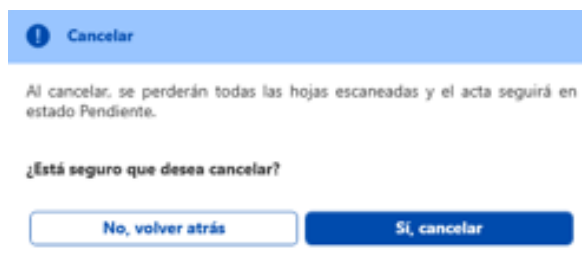 Cancelar
Al cancelar, se perderán todas las hojas escaneadas y el acta seguirá en
estado Pendiente.
¿Está seguro que desea cancelar?
No, volver atrás
Sí, cancelar